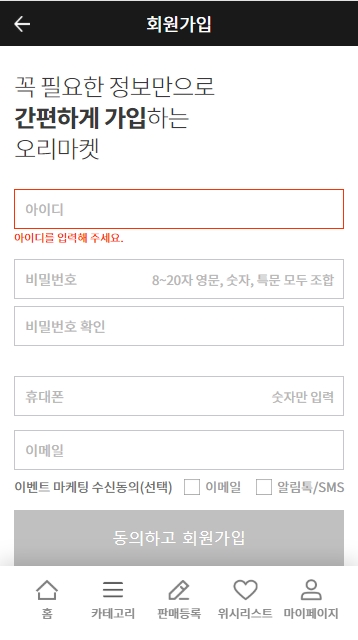 회원가입
꼭 필요한 정보만으로
간편하게 가입하는
오리마켓
아이디
아이디를 입력해 주세요.
비밀번호 8~20자 영문, 숫자, 특문 모두 조합
비밀번호 확인
휴대폰 숫자만 입력
이메일
이벤트 마케팅 수신동의(선택) 이메일 알림톡/SMS
동의하고 회원가입
홈 카테고리 판매등록 위시리스트 마이페이지